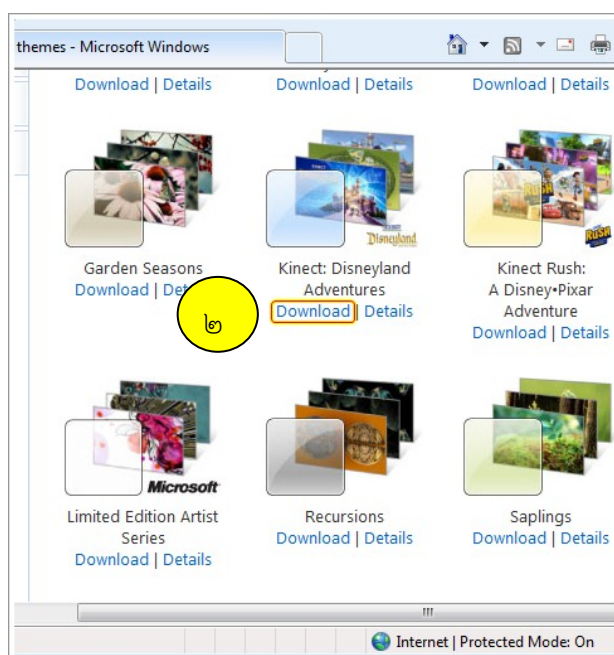 themes - Microsoft Windows
Download | Details
Download | Details
Download | Details
KINECT
Disneyland
RUSH
Garden Seasons
Download | De
Kinect: Disneyland
Adventures
Download | Details
Kinect Rush:
A Disney•Pixar
Adventure
Download | Details
๒
Microsoft
Limited Edition Artist
Series
Download | Details
Recursions
Download | Details
Saplings
Download | Details
Internet | Protected Mode: On